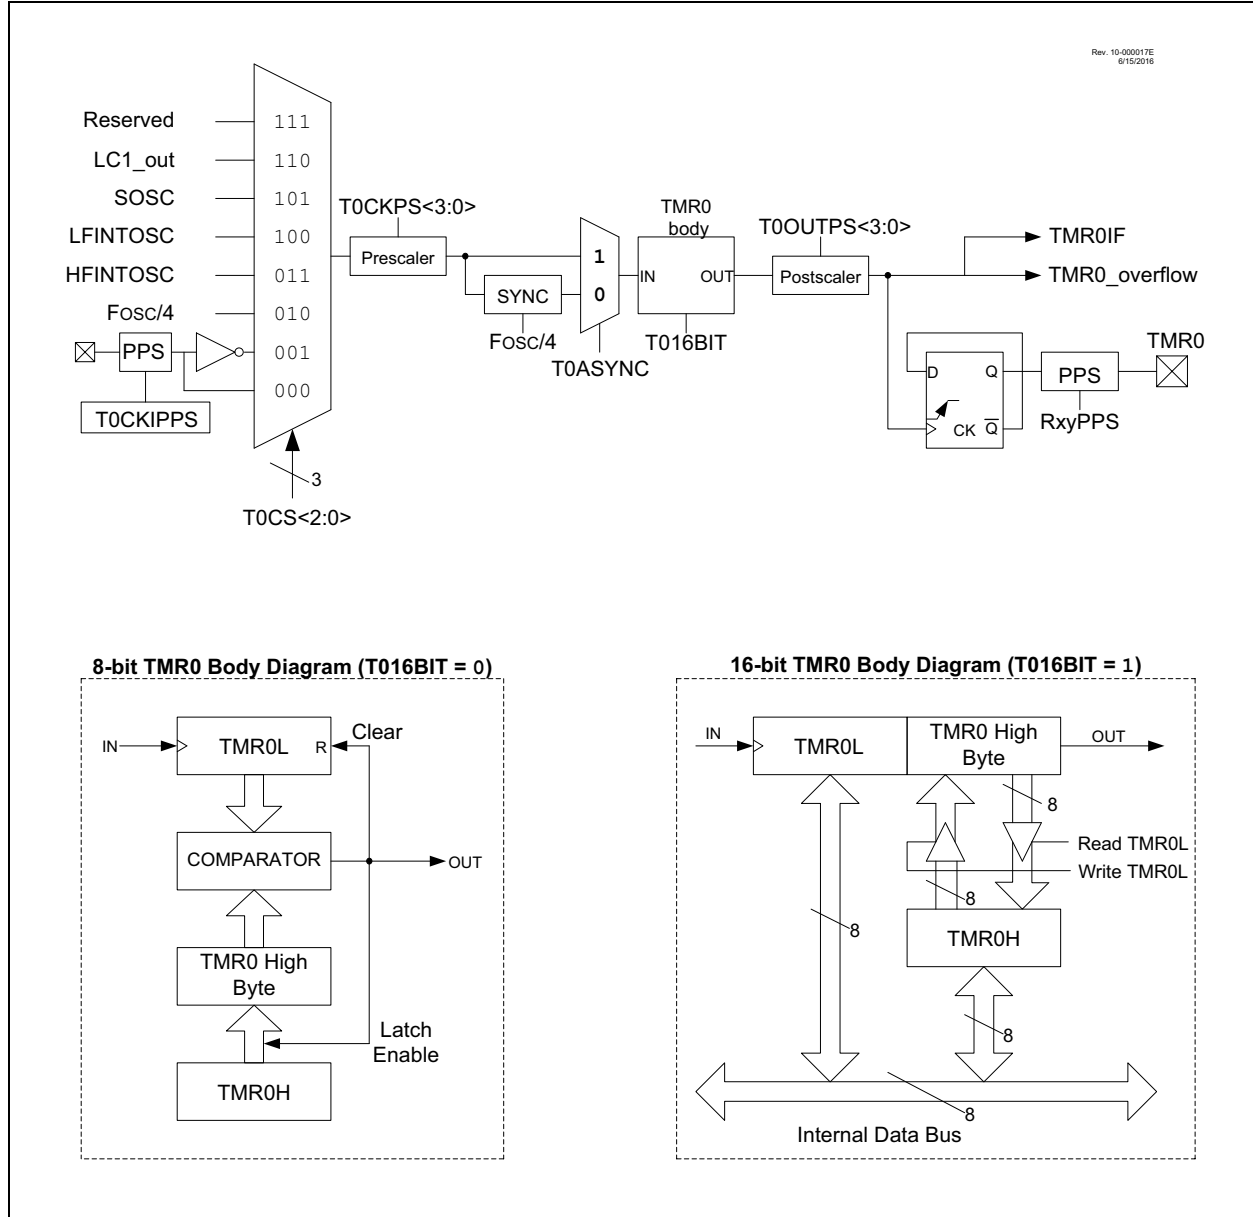 Rev. 10-000017E
6/15/2016
Reserved
111
LC1_out
110
SOSC
101
LFINTOSC
100
HFINTOSC
011
FOSC/4
010
PPS
001
000
T0CKIPPS
3
T0CS<2:0>
T0CKPS<3:0>
Prescaler
SYNC
FOSC/4
1
0
T0ASYNC
TMR0
body
IN
OUT
T016BIT
T0OUTPS<3:0>
Postscaler
TMR0IF
TMR0_overflow
D
Q
CK
Q
PPS
RxyPPS
TMR0
8-bit TMR0 Body Diagram (T016BIT = 0)
IN
TMR0L
R
Clear
COMPARATOR
OUT
TMR0 High
Byte
Latch
Enable
TMR0H
16-bit TMR0 Body Diagram (T016BIT = 1)
IN
TMR0L
TMR0 High
Byte
OUT
8
Read TMR0L
Write TMR0L
8
8
TMR0H
8
8
Internal Data Bus